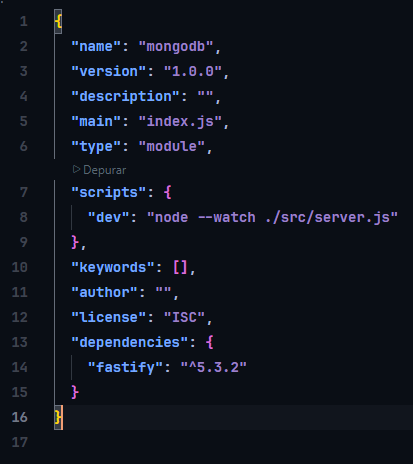 1 {
2 "name": "mongodb",
3 "version": "1.0.0",
4 "description": "",
5 "main": "index.js",
6 "type": "module",
Depurar
7 "scripts": {
8 "dev": "node --watch ./src/server.js"
9 },
10 "keywords": [],
11 "author": "",
12 "license": "ISC",
13 "dependencies": {
14 "fastify": "^5.3.2"
15 }
16 }
17